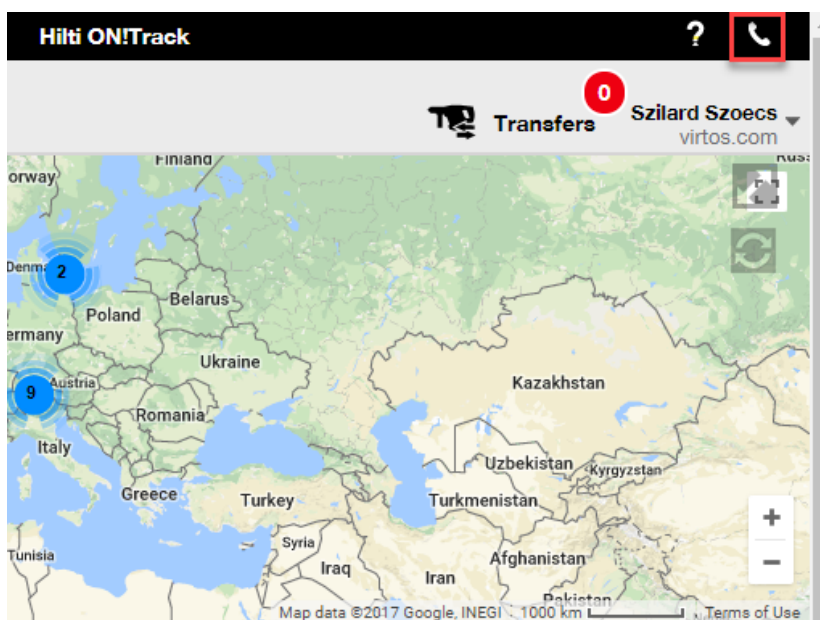 Hilti ON!Track
?
0
Transfers
Szilard Szoecs
virtos.com
Finland
Russ
orway
Denm
2
Belarus
Poland
ermany
Ukraine
9
Austria
Kazakhstan
Romania
Italy
Uzbekistan
Kyrgyzstan
Greece
Turkey
Turkmenistan
Syria
Tunisia
Afghanistan
Iraq
Iran
Pakistan
+
−
Map data ©2017 Google, INEGI
1000 km
Terms of Use